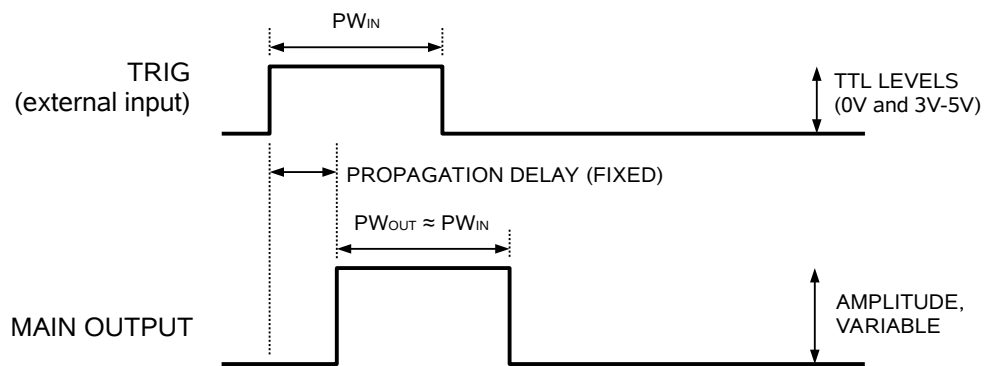 PWIN
TRIG
(external input)
TTL LEVELS
(0V and 3V-5V)
PROPAGATION DELAY (FIXED)
PWOUT ≈ PWIN
MAIN OUTPUT
AMPLITUDE,
VARIABLE